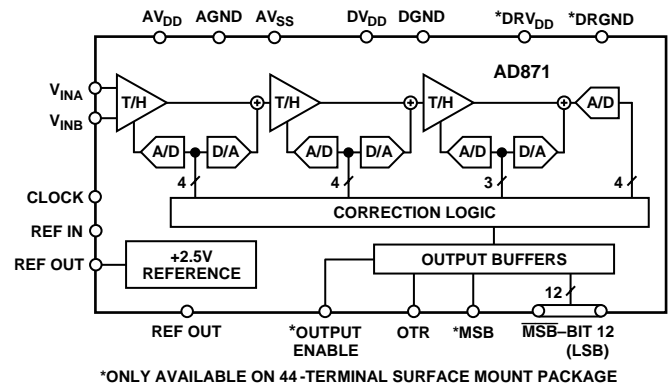 AVDD AGND AVSS DVDD DGND *DRVDD *DRGND
AD871
VINA
VINB
T/H T/H T/H A/D
A/D D/A A/D D/A A/D D/A
4 4 3 4
CLOCK
CORRECTION LOGIC
REF IN
REF OUT
+2.5V
REFERENCE
OUTPUT BUFFERS
12
REF OUT
*OUTPUT
ENABLE
OTR
*MSB
M̅S̅B̅–BIT 12
(LSB)
*ONLY AVAILABLE ON 44-TERMINAL SURFACE MOUNT PACKAGE